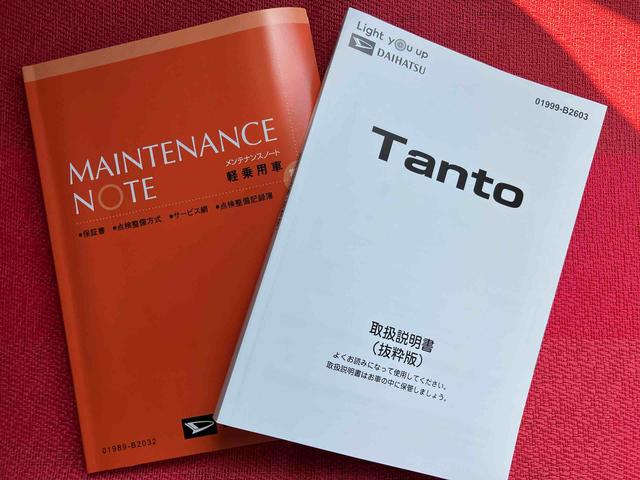 MAINTENANCE
NOTE
メンテナンスノート
軽乗用車
●保証書 ●点検整備方式 ●サービス網 ●点検整備記録簿
01989-B2032
Light you up
DAIHATSU
01999-B2603
Tanto
取扱説明書
(抜粋版)
よくお読みになって使用してください。
取扱説明書はお車の中に保管しましょう。